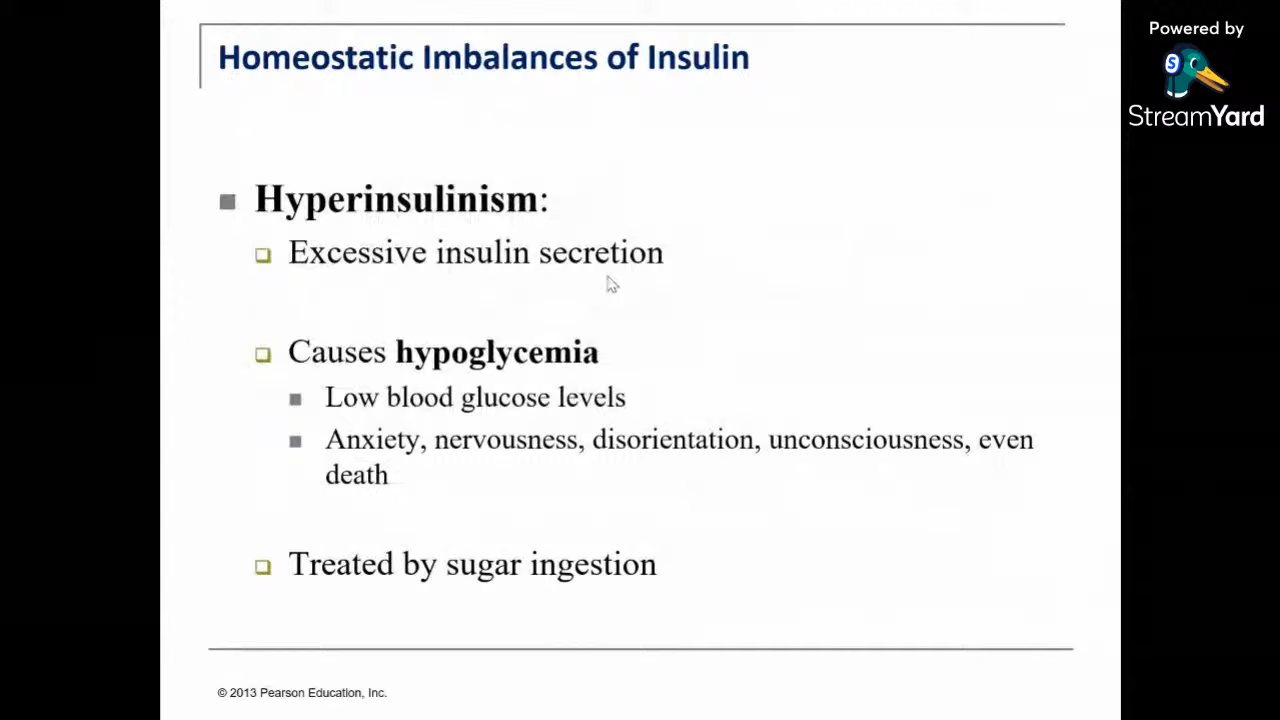 Powered by
StreamYard
Homeostatic Imbalances of Insulin
Hyperinsulinism:
Excessive insulin secretion
Causes hypoglycemia
Low blood glucose levels
Anxiety, nervousness, disorientation, unconsciousness, even
death
Treated by sugar ingestion
© 2013 Pearson Education, Inc.